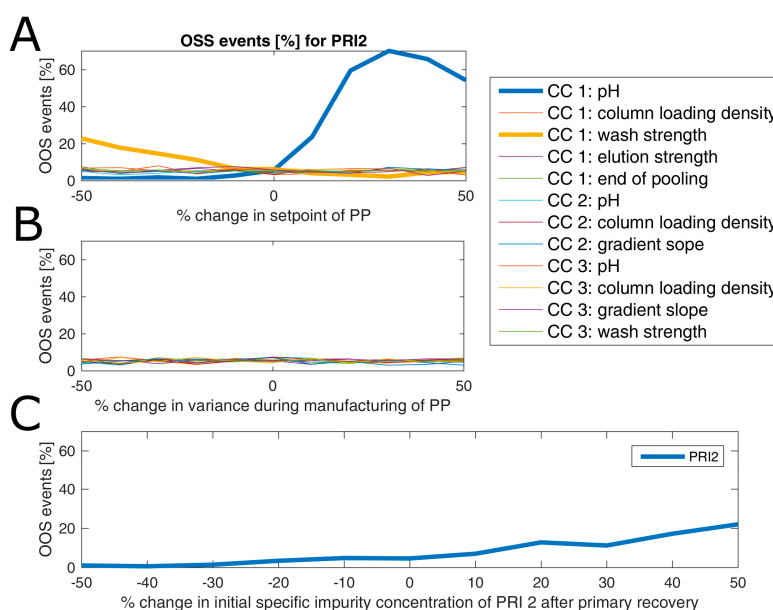 A
OSS events [%] for PRI2
OOS events [%]
60
40
20
0
-50
0
50
% change in setpoint of PP
CC 1: pH
CC 1: column loading density
CC 1: wash strength
CC 1: elution strength
CC 1: end of pooling
CC 2: pH
CC 2: column loading density
CC 2: gradient sope
CC 3: pH
CC 3: column loading density
CC 3: gradient slope
CC 3: wash strength
B
OOS events [%]
60
40
20
0
-50
0
50
% change in variance during manufacturing of PP
C
OOS events [%]
60
40
20
0
PRI2
-50 -40 -30 -20 -10 0 10 20 30 40 50
% change in initial specific impurity concentration of PRI 2 after primary recovery